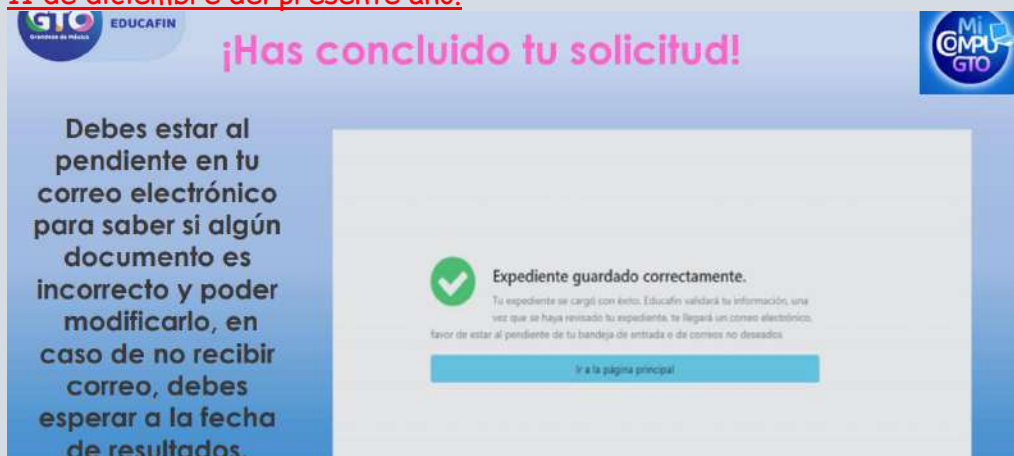 11 de diciembre del presente año.
GTO
Grandeza de México
EDUCAFIN
¡Has concluido tu solicitud!
Mi
COMPU
GTO
Debes estar al
pendiente en tu
correo electrónico
para saber si algún
documento es
incorrecto y poder
modificarlo, en
caso de no recibir
correo, debes
esperar a la fecha
de resultados.
Expediente guardado correctamente.
Tu expediente se cargó con éxito. Educafin validará tu información, una
vez que se haya revisado tu expediente, te llegará un correo electrónico,
favor de estar al pendiente de tu bandeja de entrada o de correos no deseados
Ir a la página principal